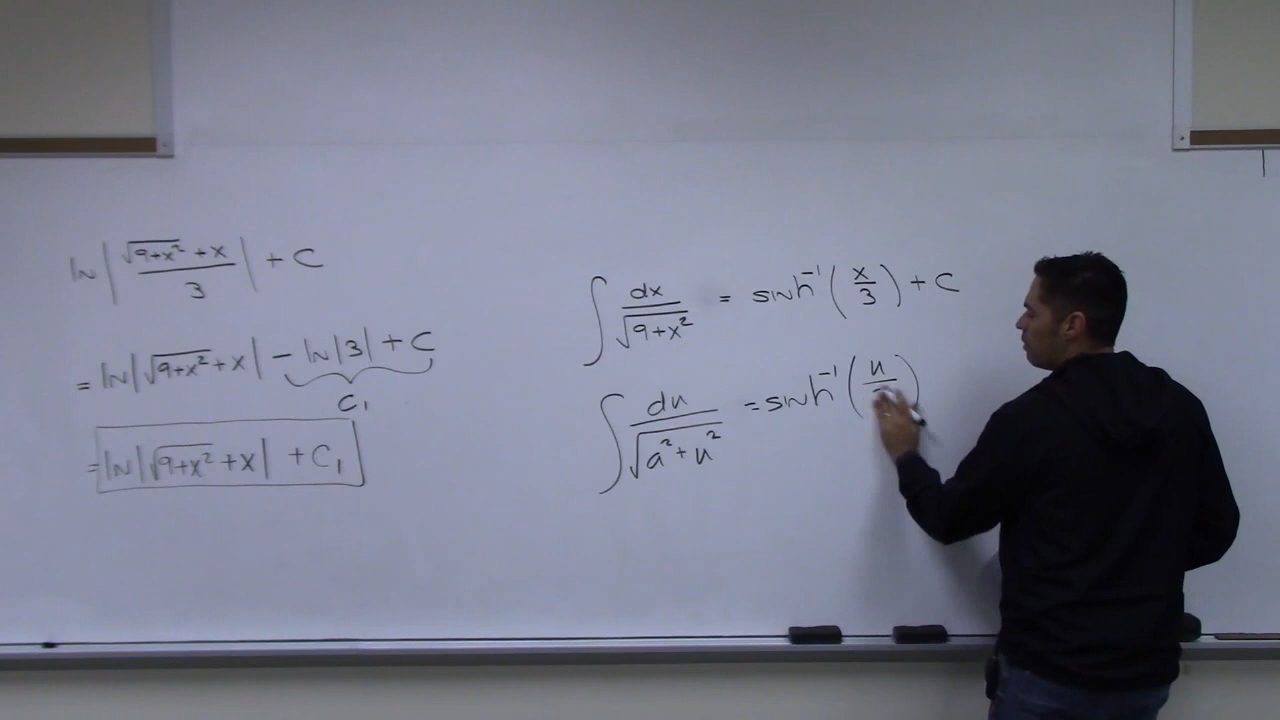 ln|√(9+x²) + x / 3| + C
= ln|√(9+x²) + x| − ln|3| + C
C₁
= ln|√(9+x²) + x| + C₁
∫ dx / √(9+x²) = sinh⁻¹(x/3) + C
∫ du / √(a²+u²) = sinh⁻¹(u/ )